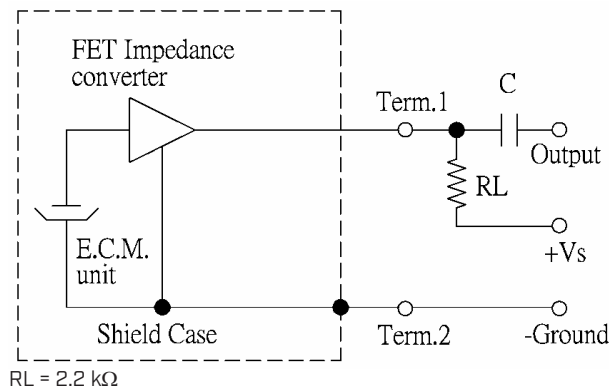 FET Impedance
converter
Term.1
C
Output
RL
+Vs
E.C.M.
unit
Shield Case
Term.2
-Ground
RL = 2.2 kΩ